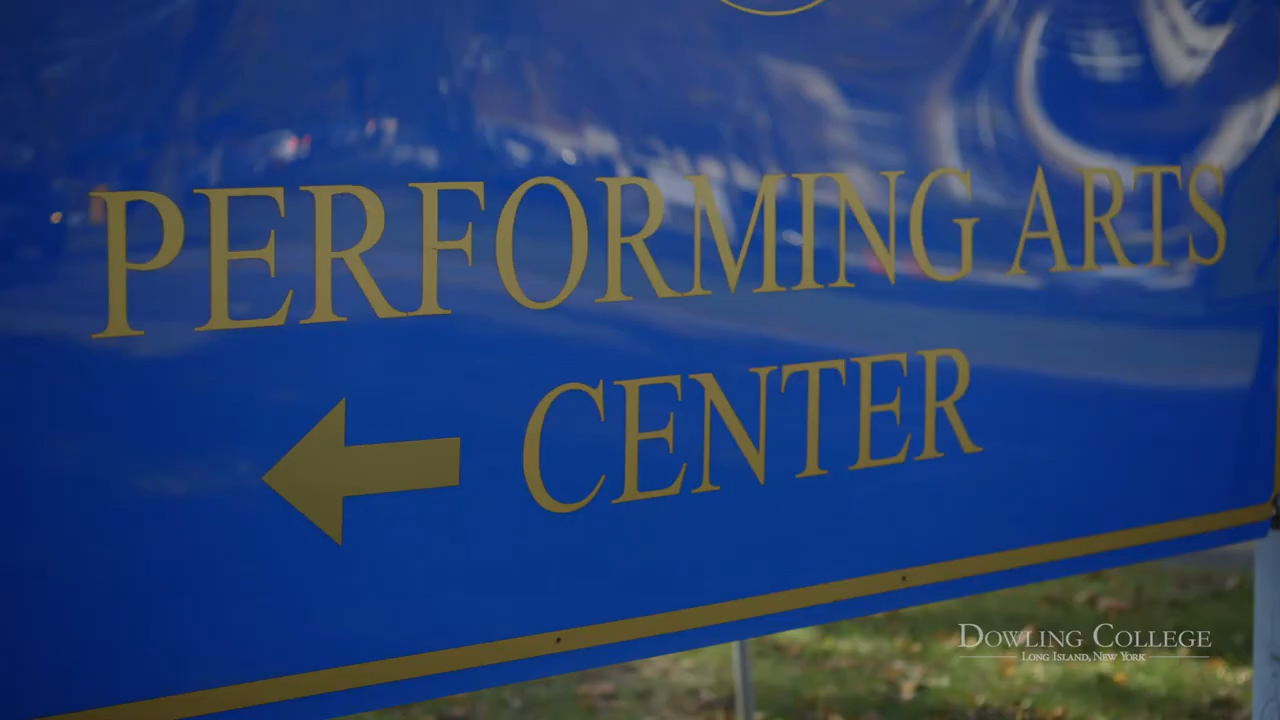 PERFORMING ARTS
CENTER
DOWLING COLLEGE
LONG ISLAND, NEW YORK